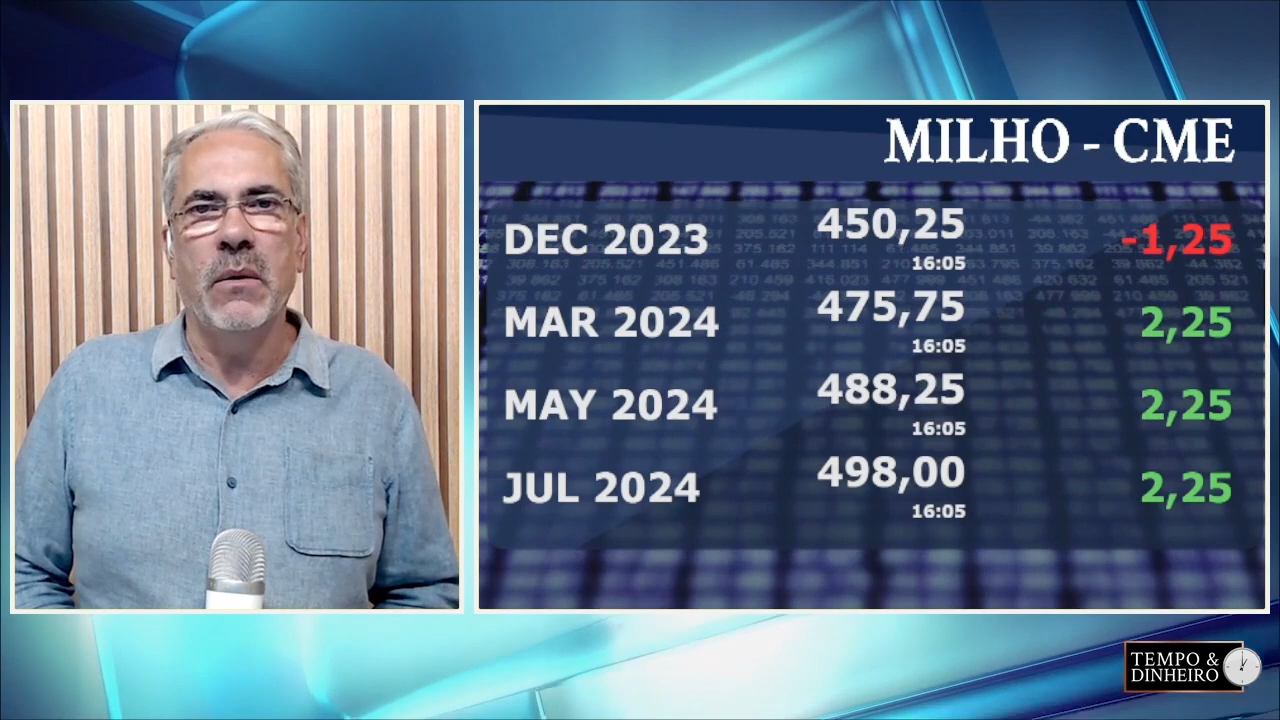 MILHO - CME
DEC 2023 450,25 -1,25
16:05
MAR 2024 475,75 2,25
16:05
MAY 2024 488,25 2,25
16:05
JUL 2024 498,00 2,25
16:05
TEMPO &
DINHEIRO